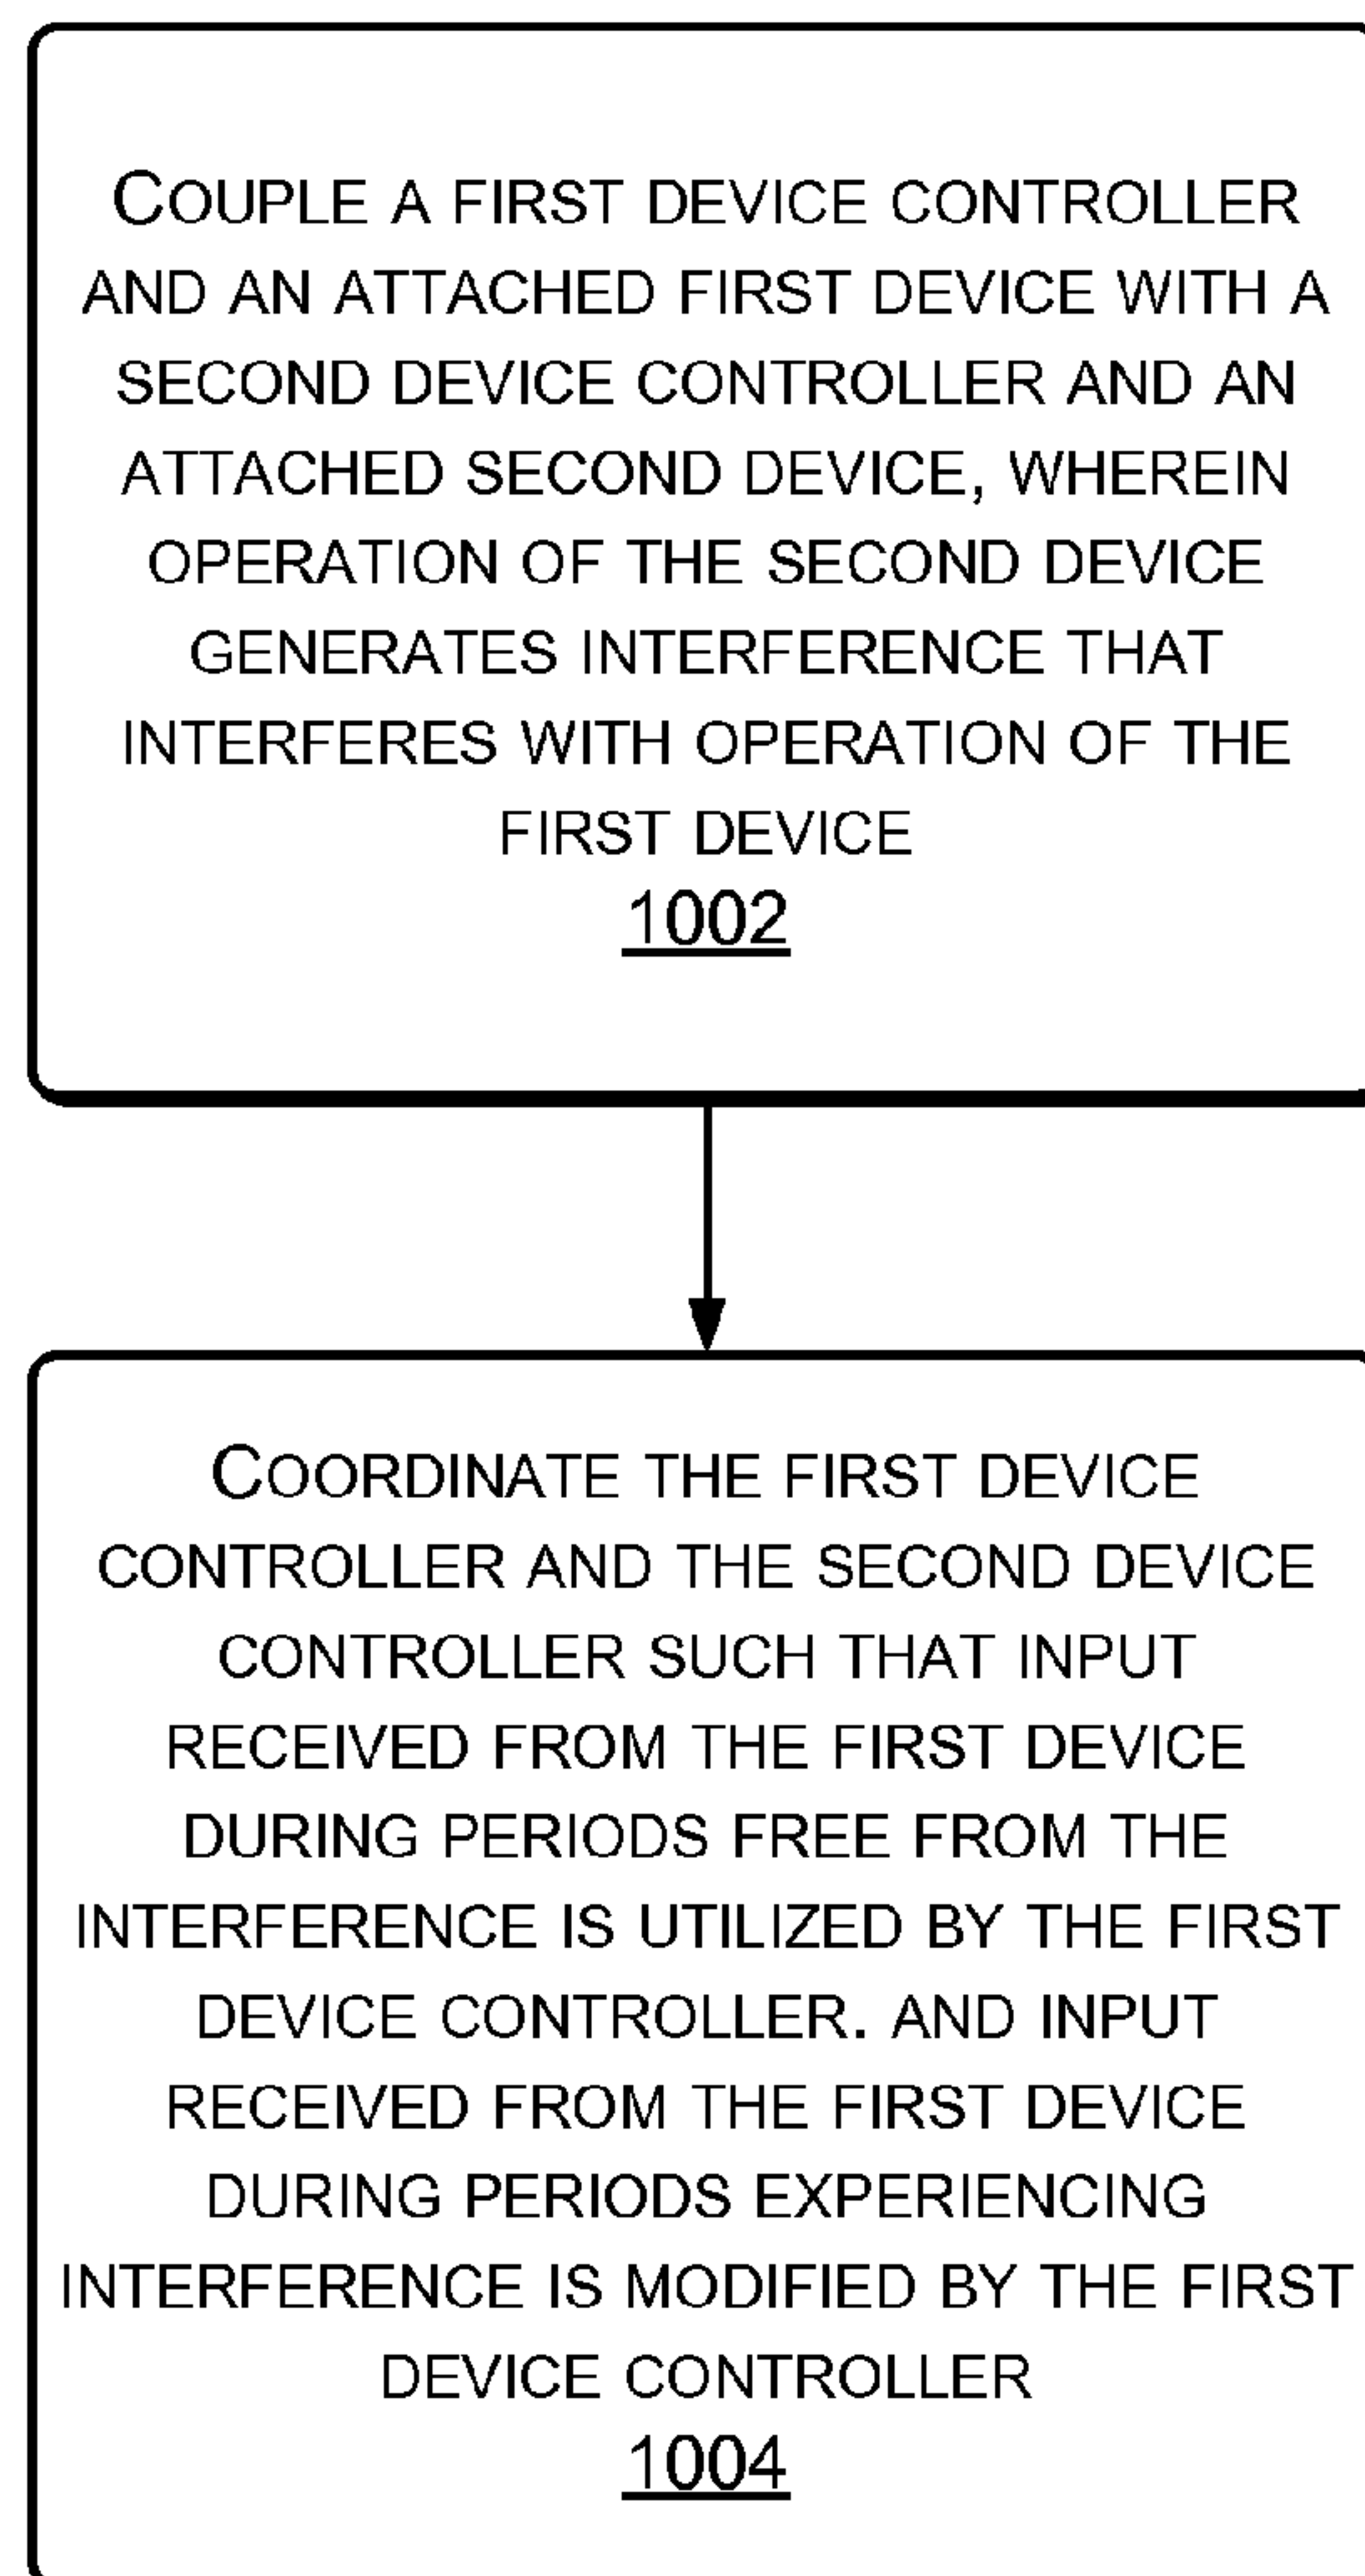 COUPLE A FIRST DEVICE CONTROLLER
AND AN ATTACHED FIRST DEVICE WITH A
SECOND DEVICE CONTROLLER AND AN
ATTACHED SECOND DEVICE, WHEREIN
OPERATION OF THE SECOND DEVICE
GENERATES INTERFERENCE THAT
INTERFERES WITH OPERATION OF THE
FIRST DEVICE
1002
COORDINATE THE FIRST DEVICE
CONTROLLER AND THE SECOND DEVICE
CONTROLLER SUCH THAT INPUT
RECEIVED FROM THE FIRST DEVICE
DURING PERIODS FREE FROM THE
INTERFERENCE IS UTILIZED BY THE FIRST
DEVICE CONTROLLER. AND INPUT
RECEIVED FROM THE FIRST DEVICE
DURING PERIODS EXPERIENCING
INTERFERENCE IS MODIFIED BY THE FIRST
DEVICE CONTROLLER
1004